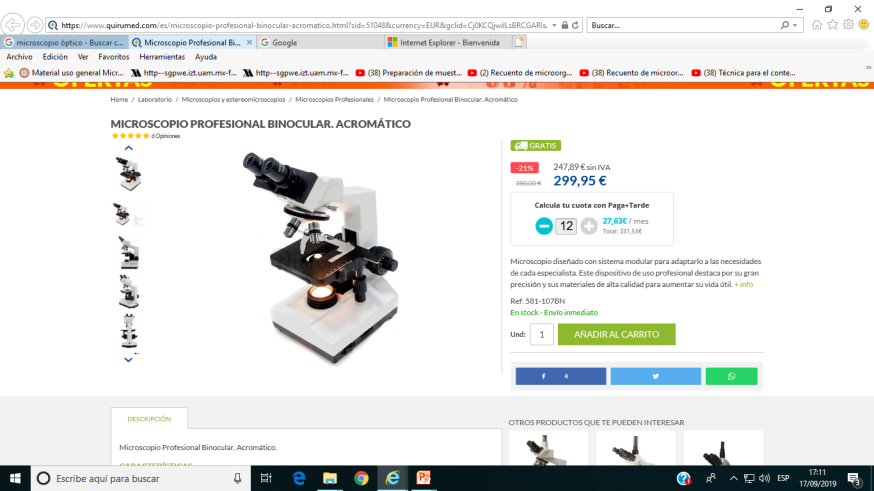 https://www.quirumed.com/es/microscopio-profesional-binocular-acromatico.html?sid=51048&currency=EUR&gclid=Cj0KCQjwilLsBRCGARIs
Buscar...
microscopio óptico - Buscar c...
Microscopio Profesional Bi...
Google
Internet Explorer - Bienvenida
Archivo Edición Ver Favoritos Herramientas Ayuda
Material uso general Micr...
http--sgpwe.izt.uam.mx-f...
http--sgpwe.izt.uam.mx-f...
(38) Preparación de muest...
(2) Recuento de microorg...
(38) Recuento de microor...
(38) Técnica para el conte...
Home / Laboratorio / Microscopios y estereomicroscopios / Microscopios Profesionales / Microscopio Profesional Binocular. Acromático
MICROSCOPIO PROFESIONAL BINOCULAR. ACROMÁTICO
6 Opiniones
GRATIS
-21% 247,89 € sin IVA
380,00 € 299,95 €
Calcula tu cuota con Paga+Tarde
12 27,63€ / mes
Total: 331,53€
Microscopio diseñado con sistema modular para adaptarlo a las necesidades
de cada especialista. Este dispositivo de uso profesional destaca por su gran
precisión y sus materiales de alta calidad para aumentar su vida útil. + info
Ref: 581-107BN
En stock - Envío inmediato
Und: 1 AÑADIR AL CARRITO
4
DESCRIPCIÓN
OTROS PRODUCTOS QUE TE PUEDEN INTERESAR
Microscopio Profesional Binocular. Acromático.
CARACTERÍSTICAS
Escribe aquí para buscar
ESP
17:11
17/09/2019
3